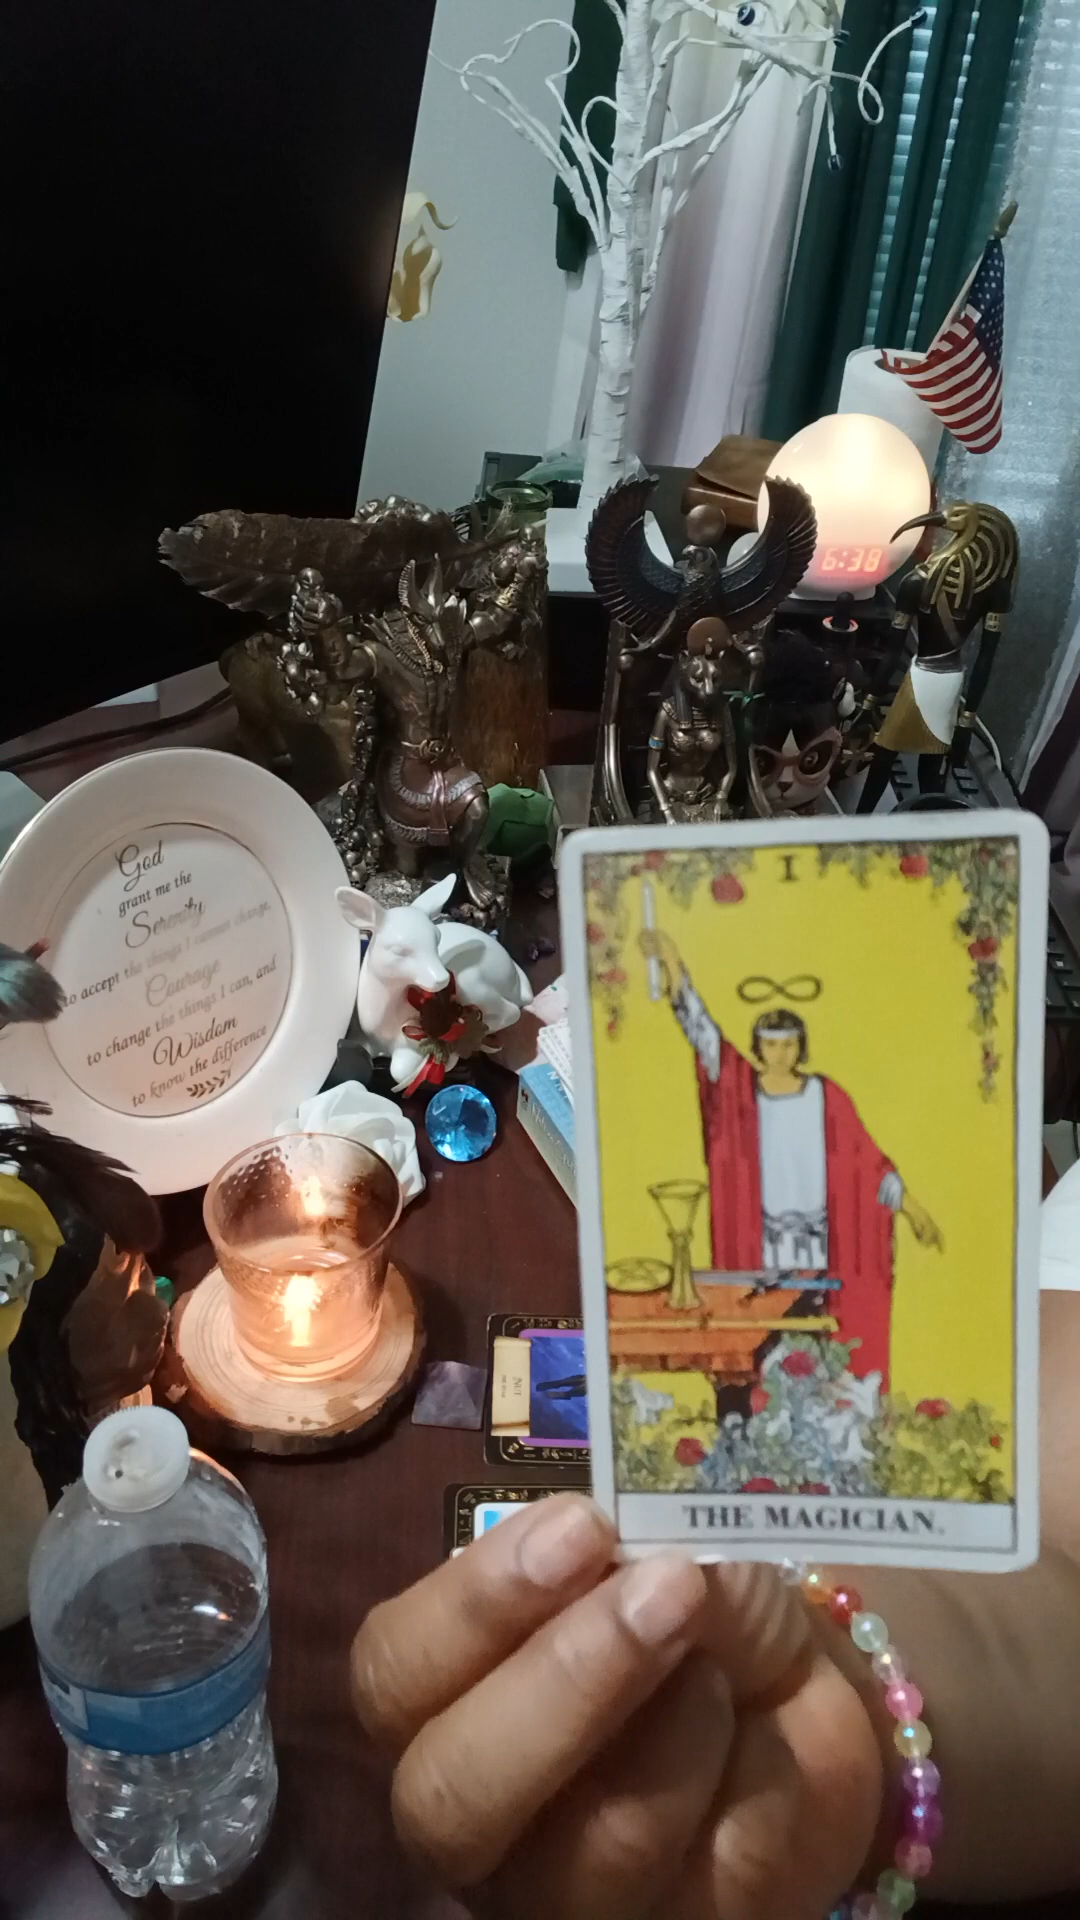 6:38
God
grant me the
Serenity
to accept the things I cannot change,
Courage
to change the things I can, and
Wisdom
to know the difference
I
THE MAGICIAN.
NUT